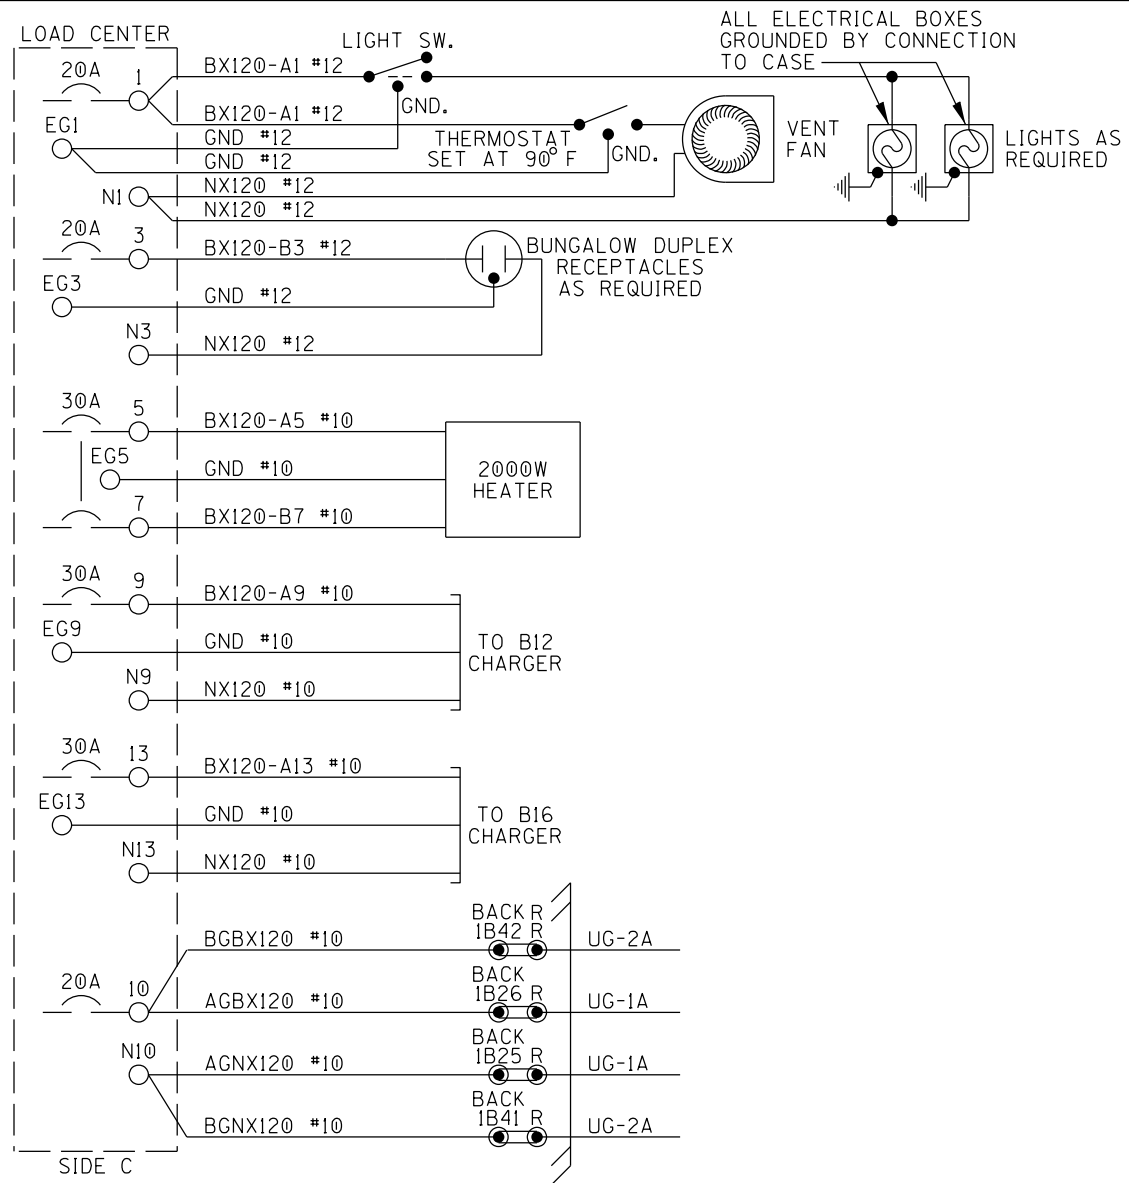 LOAD CENTER
LIGHT SW.
ALL ELECTRICAL BOXES
GROUNDED BY CONNECTION
TO CASE
20A
1
BX120-A1 #12
GND.
BX120-A1 #12
EG1
GND #12
GND #12
THERMOSTAT
SET AT 90° F
GND.
VENT
FAN
LIGHTS AS
REQUIRED
N1
NX120 #12
NX120 #12
20A
3
BX120-B3 #12
BUNGALOW DUPLEX
RECEPTACLES
AS REQUIRED
EG3
GND #12
N3
NX120 #12
30A
5
BX120-A5 #10
EG5
GND #10
2000W
HEATER
7
BX120-B7 #10
30A
9
BX120-A9 #10
EG9
GND #10
TO B12
CHARGER
N9
NX120 #10
30A
13
BX120-A13 #10
EG13
GND #10
TO B16
CHARGER
N13
NX120 #10
BACK R
1B42 R
BGBX120 #10
UG-2A
BACK
1B26 R
20A
10
AGBX120 #10
UG-1A
BACK
1B25 R
N10
AGNX120 #10
UG-1A
BACK
1B41 R
BGNX120 #10
UG-2A
SIDE C